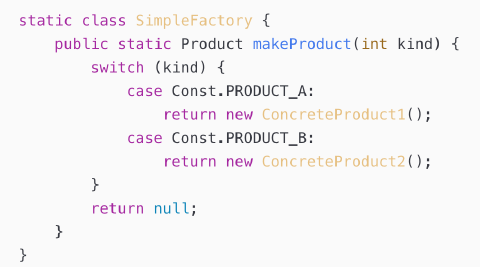 static class SimpleFactory {
    public static Product makeProduct(int kind) {
        switch (kind) {
            case Const.PRODUCT_A:
                return new ConcreteProduct1();
            case Const.PRODUCT_B:
                return new ConcreteProduct2();
        }
        return null;
    }
}